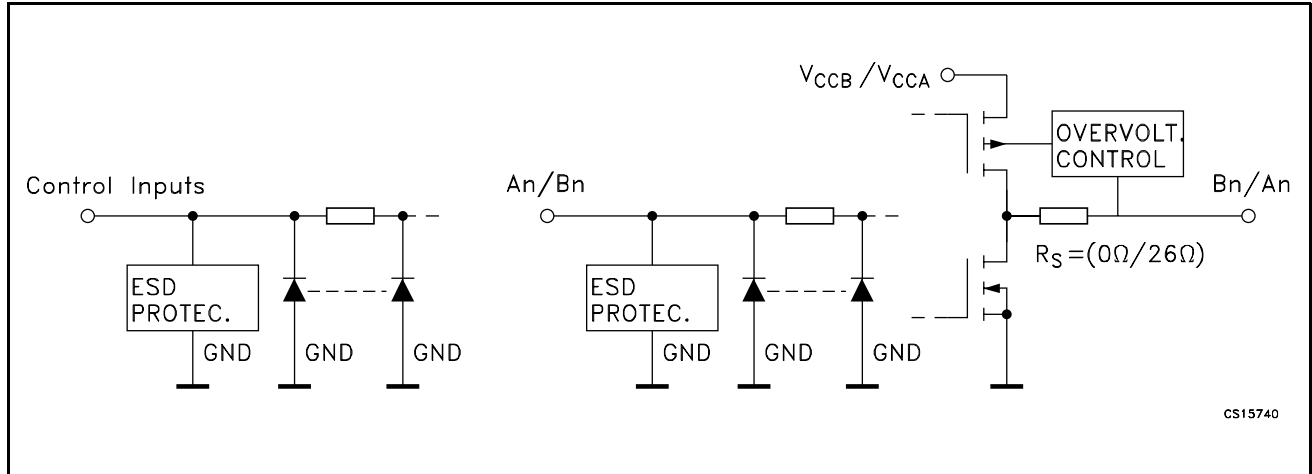 V_CCB / V_CCA
OVERVOLT.
CONTROL
Control Inputs
An/Bn
Bn/An
R_S=(0Ω/26Ω)
ESD
PROTEC.
ESD
PROTEC.
GND
GND
GND
GND
GND
CS15740